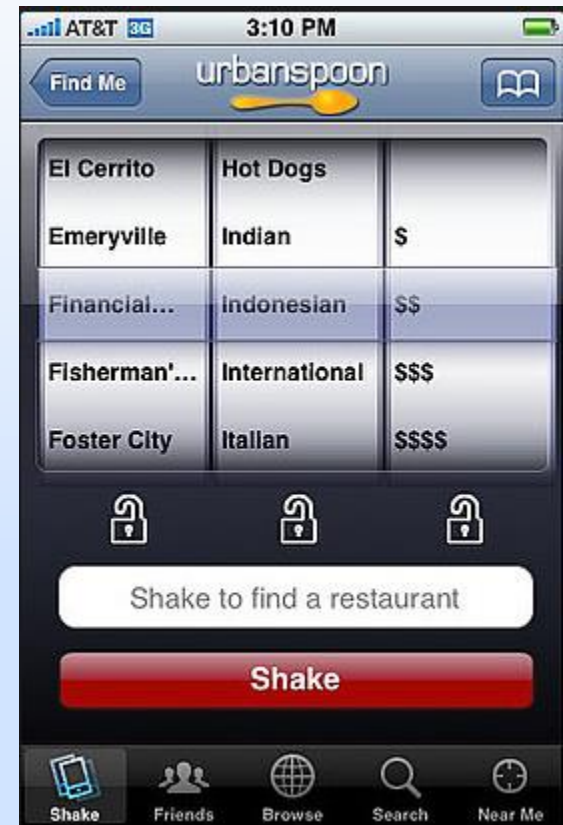 AT&T 3G 3:10 PM
Find Me urbanspoon
El Cerrito Hot Dogs
Emeryville Indian $
Financial... Indonesian $$
Fisherman'... International $$$
Foster City Italian $$$$
Shake to find a restaurant
Shake
Shake Friends Browse Search Near Me